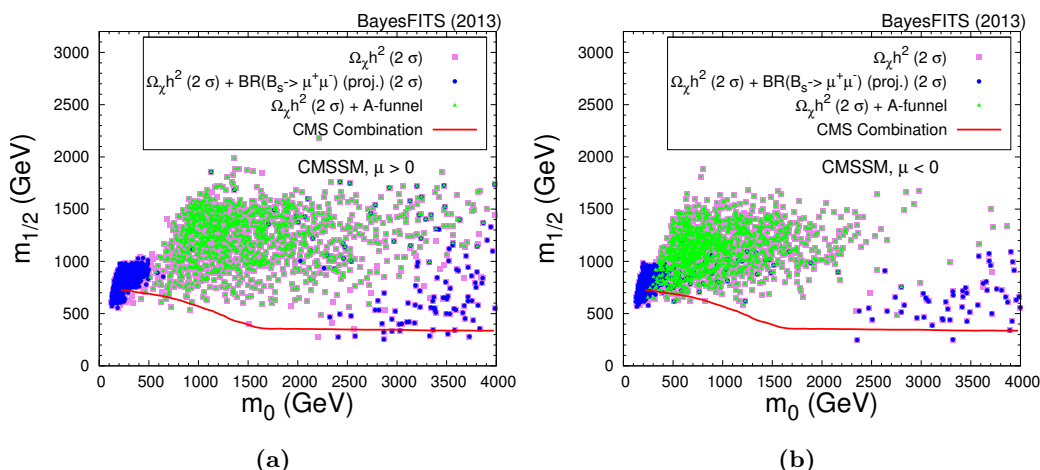 BayesFITS (2013)
3000
2500
2000
1500
1000
500
0
m1/2 (GeV)
Ωχh2 (2 σ)
Ωχh2 (2 σ) + BR(Bs-> μ+μ-) (proj.) (2 σ)
Ωχh2 (2 σ) + A-funnel
CMS Combination
CMSSM, μ > 0
0 500 1000 1500 2000 2500 3000 3500 4000
m0 (GeV)
(a)
BayesFITS (2013)
3000
2500
2000
1500
1000
500
0
m1/2 (GeV)
Ωχh2 (2 σ)
Ωχh2 (2 σ) + BR(Bs-> μ+μ-) (proj.) (2 σ)
Ωχh2 (2 σ) + A-funnel
CMS Combination
CMSSM, μ < 0
0 500 1000 1500 2000 2500 3000 3500 4000
m0 (GeV)
(b)